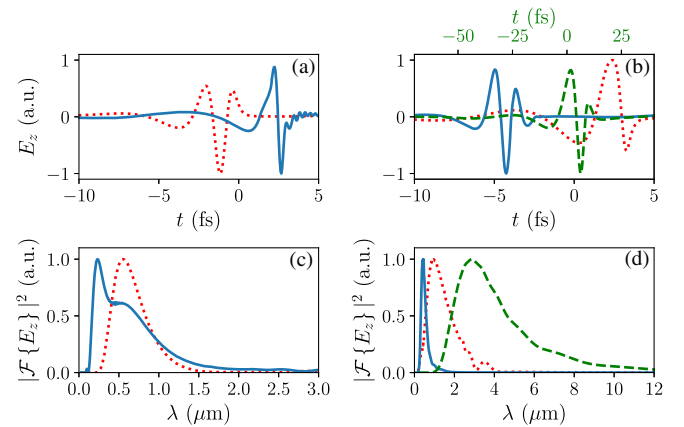 t (fs)
−50 −25 0 25
(a) (b)
E_z (a.u.)
1
0
−1
−10 −5 0 5
t (fs)
1
0
−1
−10 −5 0 5
t (fs)
(c) (d)
|ℱ{E_z}|² (a.u.)
1.0
0.5
0.0
0.0 0.5 1.0 1.5 2.0 2.5 3.0
λ (μm)
|ℱ{E_z}|² (a.u.)
1.0
0.5
0.0
0 2 4 6 8 10 12
λ (μm)